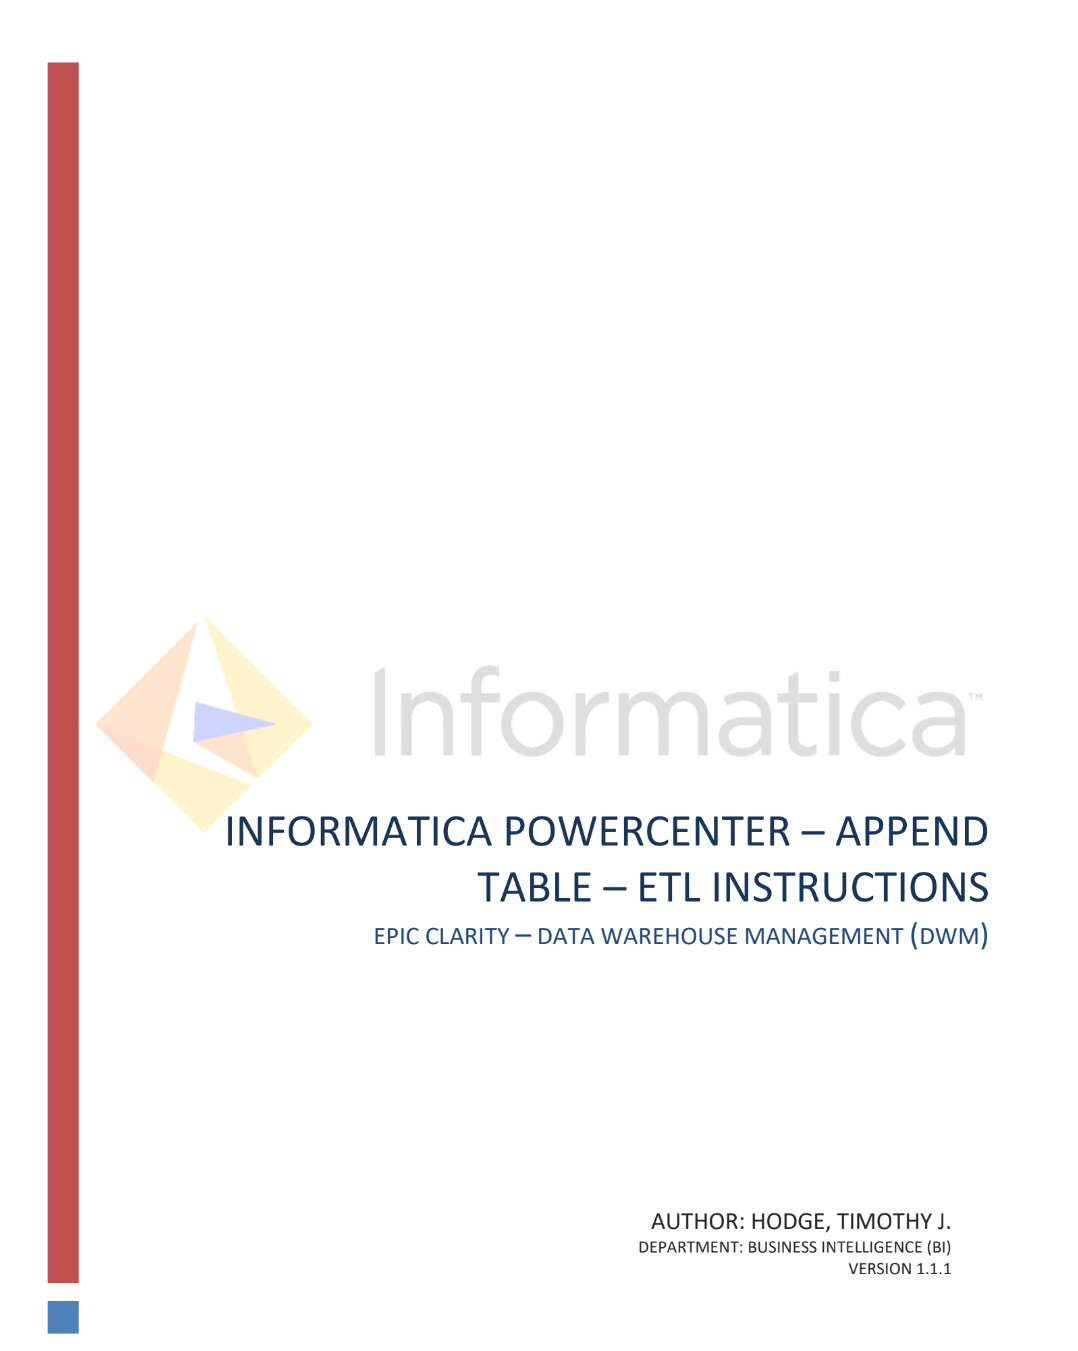 Informatica™
INFORMATICA POWERCENTER – APPEND
TABLE – ETL INSTRUCTIONS
EPIC CLARITY – DATA WAREHOUSE MANAGEMENT (DWM)
AUTHOR: HODGE, TIMOTHY J.
DEPARTMENT: BUSINESS INTELLIGENCE (BI)
VERSION 1.1.1